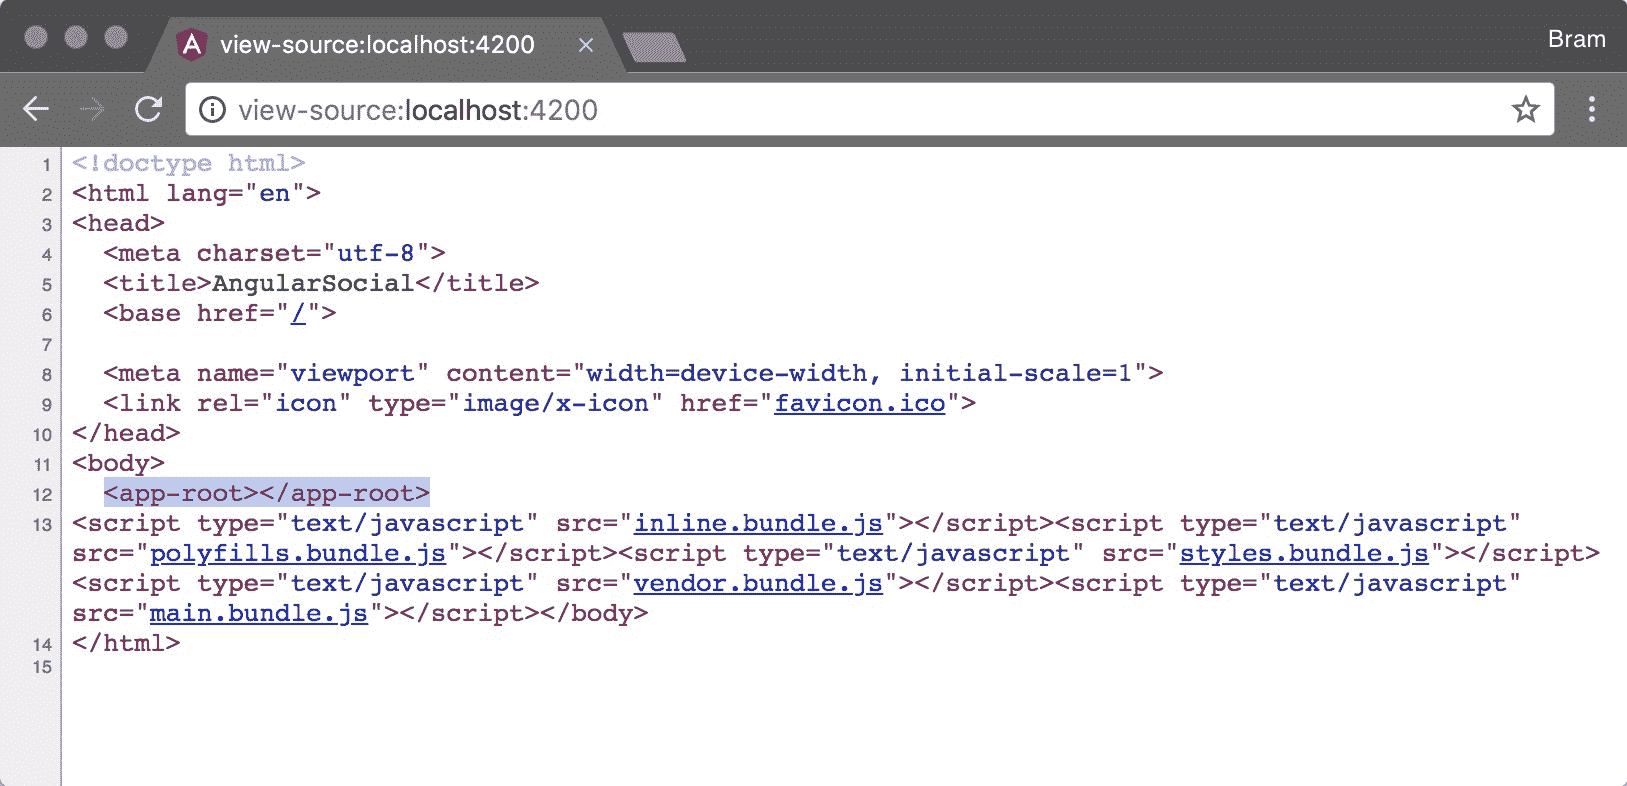 view-source:localhost:4200
Bram
view-source:localhost:4200
1 <!doctype html>
2 <html lang="en">
3 <head>
4 <meta charset="utf-8">
5 <title>AngularSocial</title>
6 <base href="/">
7
8 <meta name="viewport" content="width=device-width, initial-scale=1">
9 <link rel="icon" type="image/x-icon" href="favicon.ico">
10 </head>
11 <body>
12 <app-root></app-root>
13 <script type="text/javascript" src="inline.bundle.js"></script><script type="text/javascript"
src="polyfills.bundle.js"></script><script type="text/javascript" src="styles.bundle.js"></script>
<script type="text/javascript" src="vendor.bundle.js"></script><script type="text/javascript"
src="main.bundle.js"></script></body>
14 </html>
15